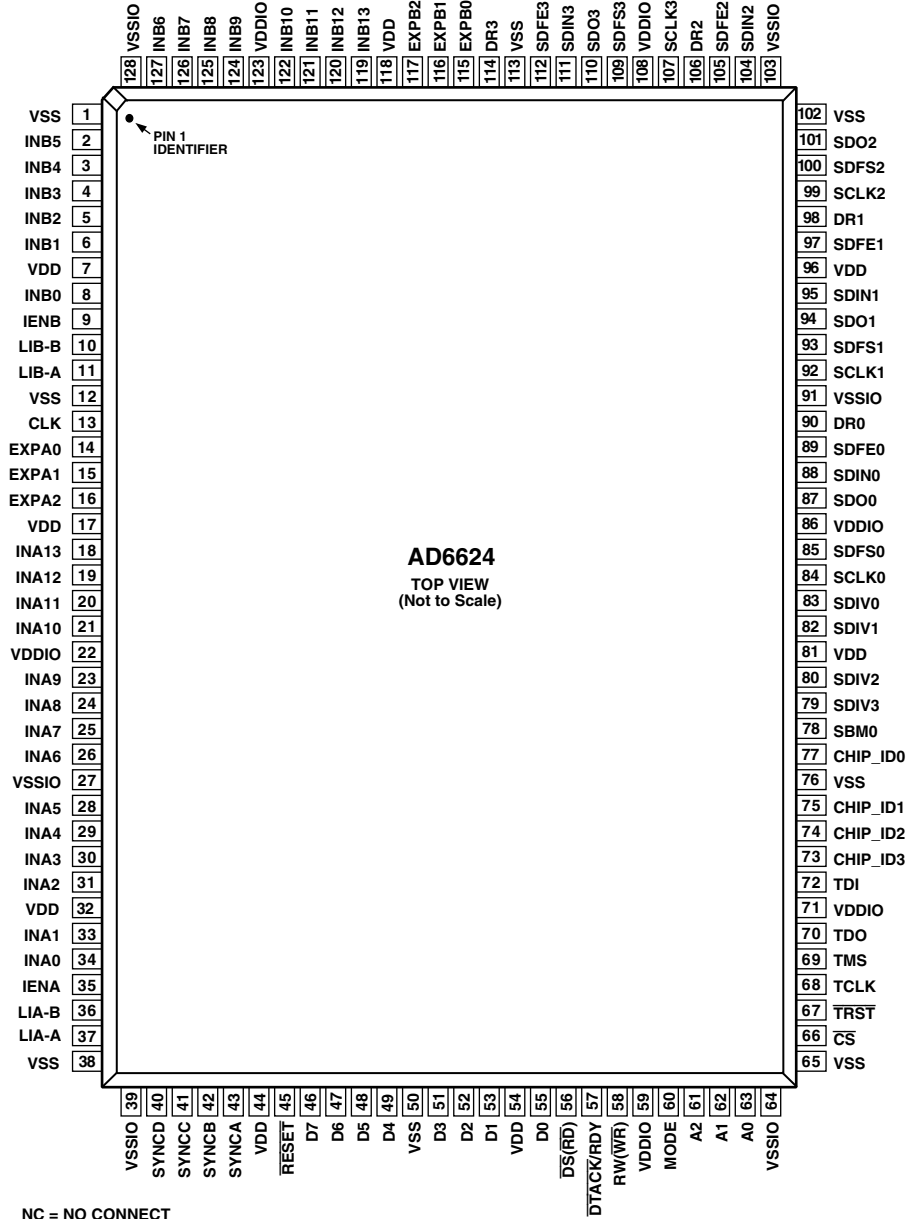 VSSIO INB6 INB7 INB8 INB9 VDDIO INB10 INB11 INB12 INB13 VDD EXPB2 EXPB1 EXPB0 DR3 VSS SDFE3 SDIN3 SDO3 SDFS3 VDDIO SCLK3 DR2 SDFE2 SDIN2 VSSIO
128 127 126 125 124 123 122 121 120 119 118 117 116 115 114 113 112 111 110 109 108 107 106 105 104 103
VSS 1 102 VSS
PIN 1
IDENTIFIER
INB5 2 101 SDO2
INB4 3 100 SDFS2
INB3 4 99 SCLK2
INB2 5 98 DR1
INB1 6 97 SDFE1
VDD 7 96 VDD
INB0 8 95 SDIN1
IENB 9 94 SDO1
LIB-B 10 93 SDFS1
LIB-A 11 92 SCLK1
VSS 12 91 VSSIO
CLK 13 90 DR0
EXPA0 14 89 SDFE0
EXPA1 15 88 SDIN0
EXPA2 16 87 SDO0
VDD 17 86 VDDIO
INA13 18 85 SDFS0
INA12 19 84 SCLK0
INA11 20 83 SDIV0
INA10 21 82 SDIV1
VDDIO 22 81 VDD
INA9 23 80 SDIV2
INA8 24 79 SDIV3
INA7 25 78 SBM0
INA6 26 77 CHIP_ID0
VSSIO 27 76 VSS
INA5 28 75 CHIP_ID1
INA4 29 74 CHIP_ID2
INA3 30 73 CHIP_ID3
INA2 31 72 TDI
VDD 32 71 VDDIO
INA1 33 70 TDO
INA0 34 69 TMS
IENA 35 68 TCLK
LIA-B 36 67 TRST
LIA-A 37 66 CS
VSS 38 65 VSS
AD6624
TOP VIEW
(Not to Scale)
39 40 41 42 43 44 45 46 47 48 49 50 51 52 53 54 55 56 57 58 59 60 61 62 63 64
VSSIO SYNCD SYNCC SYNCB SYNCA VDD RESET D7 D6 D5 D4 VSS D3 D2 D1 VDD D0 DS(RD) DTACK/RDY RW(WR) VDDIO MODE A2 A1 A0 VSSIO
NC = NO CONNECT